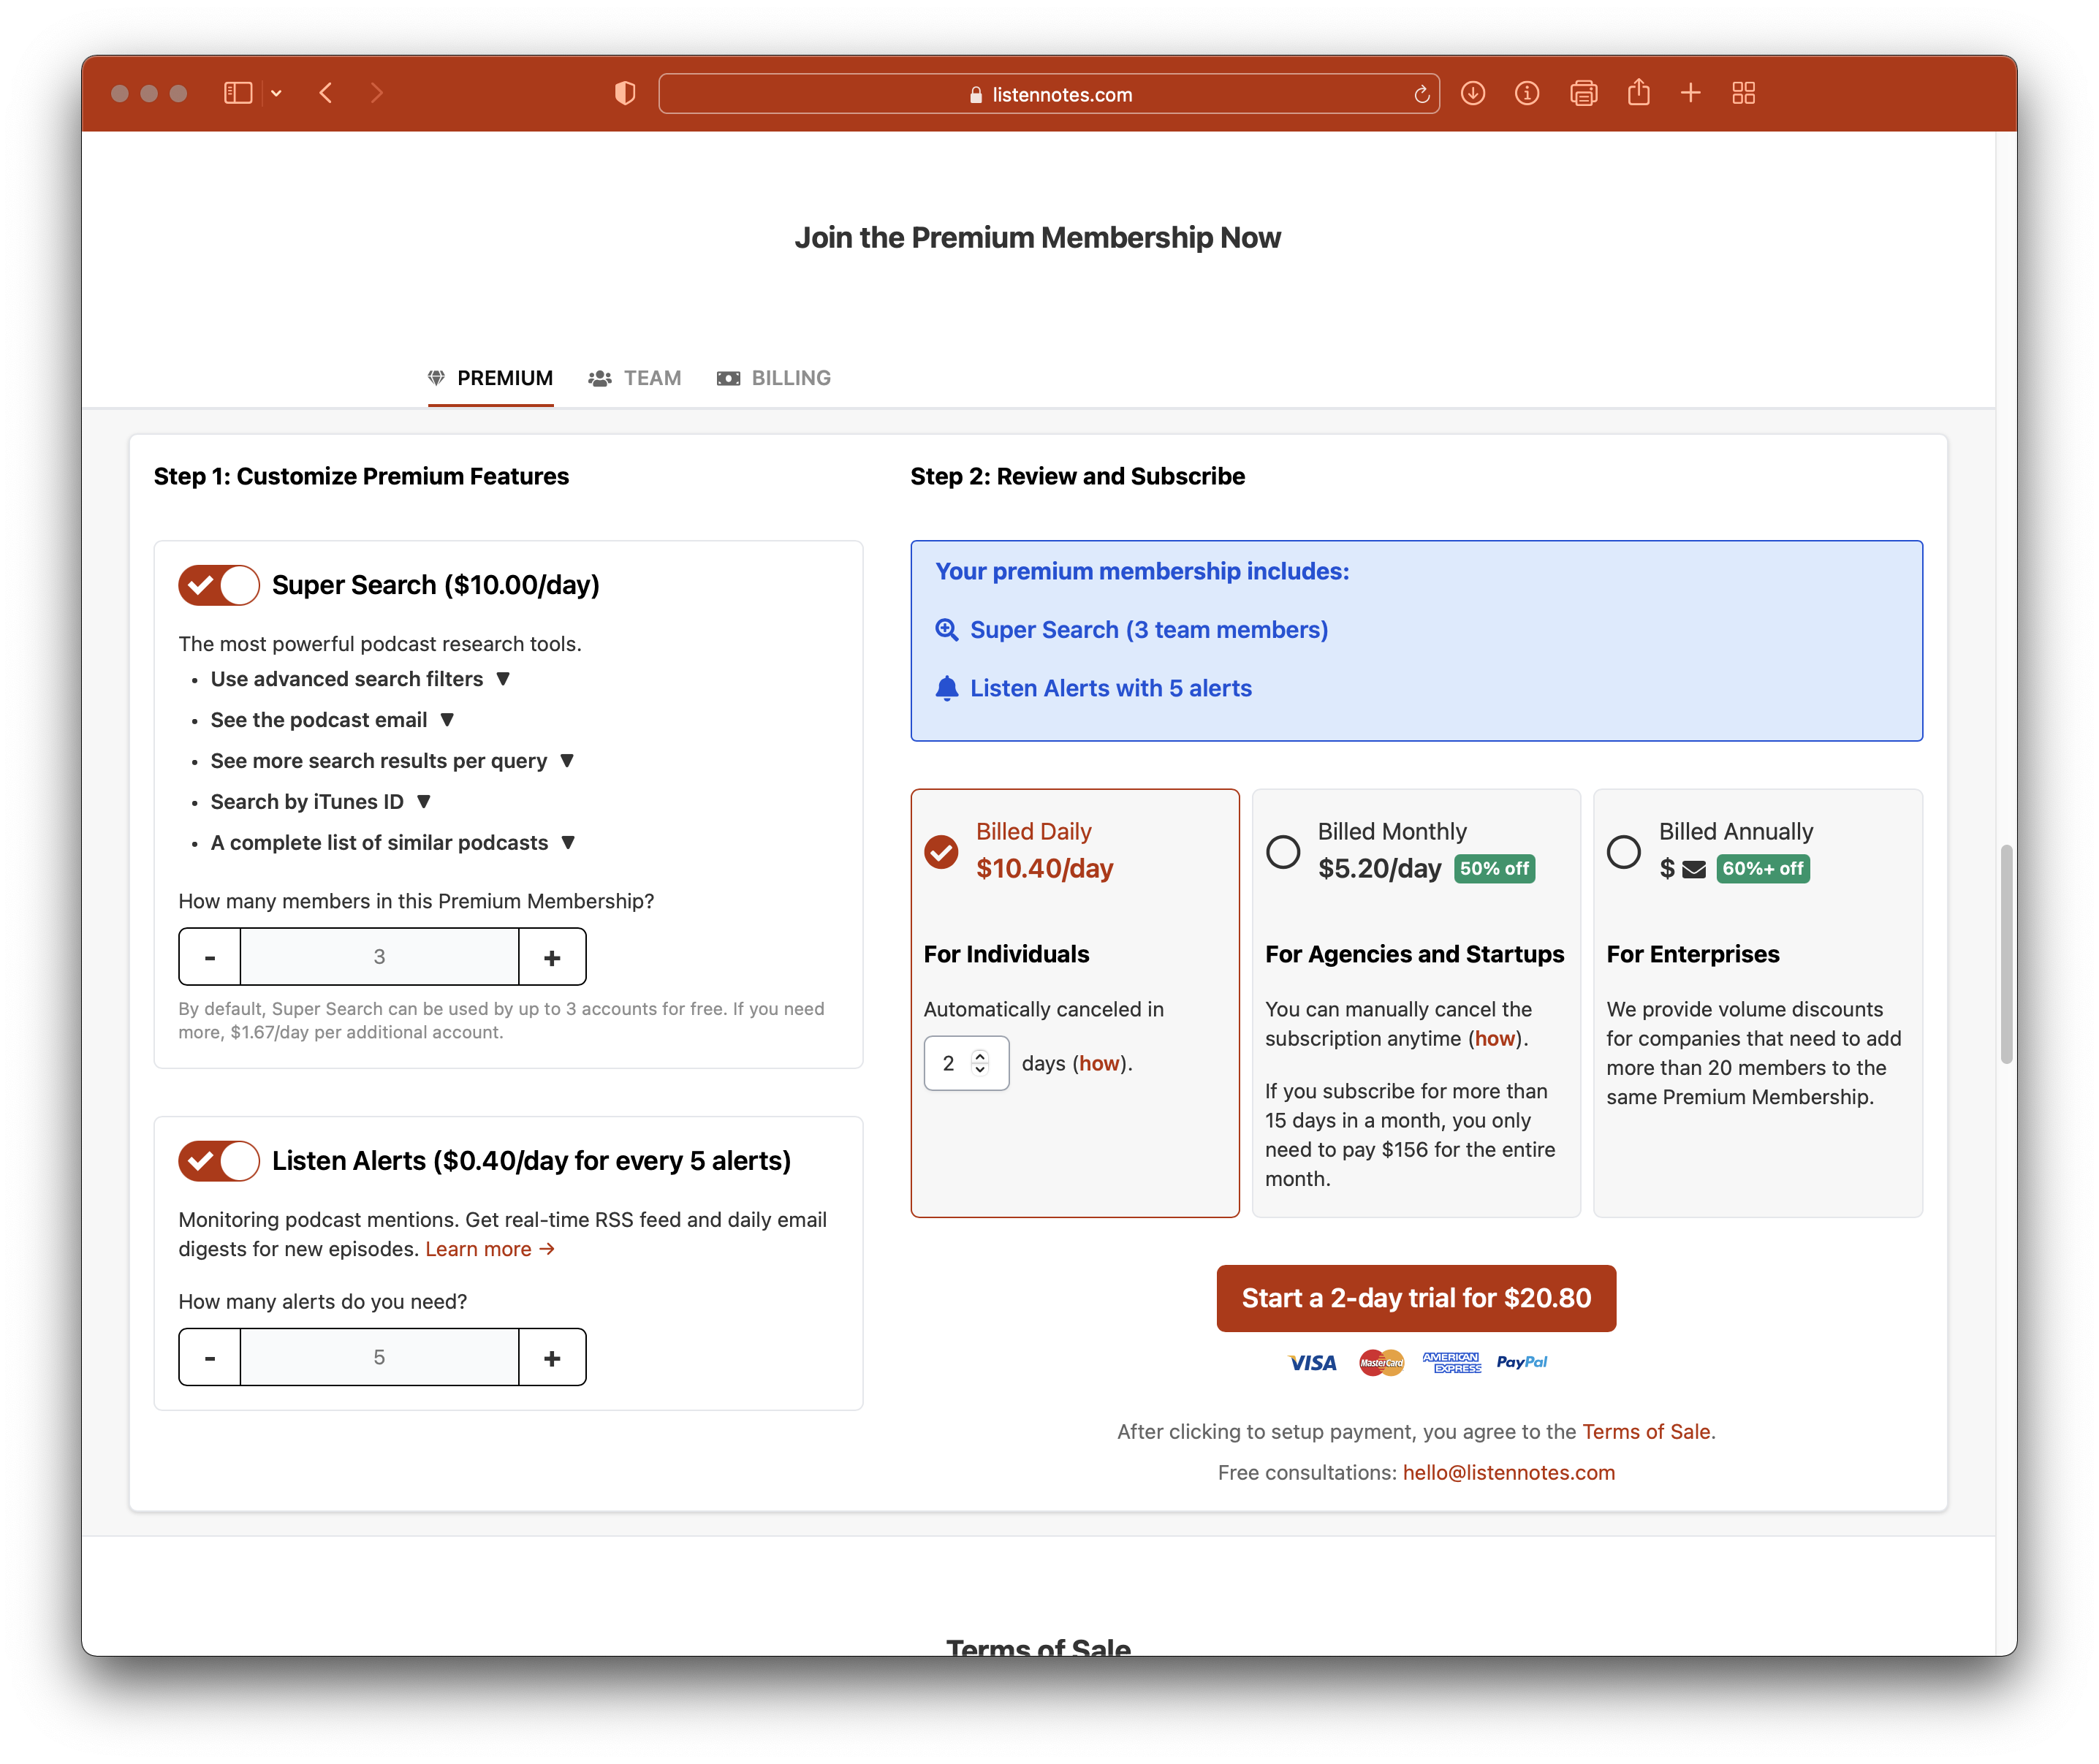 listennotes.com
Join the Premium Membership Now
PREMIUM
TEAM
BILLING
Step 1: Customize Premium Features
Super Search ($10.00/day)
The most powerful podcast research tools.
• Use advanced search filters ▼
• See the podcast email ▼
• See more search results per query ▼
• Search by iTunes ID ▼
• A complete list of similar podcasts ▼
How many members in this Premium Membership?
- 3 +
By default, Super Search can be used by up to 3 accounts for free. If you need
more, $1.67/day per additional account.
Listen Alerts ($0.40/day for every 5 alerts)
Monitoring podcast mentions. Get real-time RSS feed and daily email
digests for new episodes. Learn more →
How many alerts do you need?
- 5 +
Step 2: Review and Subscribe
Your premium membership includes:
Super Search (3 team members)
Listen Alerts with 5 alerts
Billed Daily
$10.40/day
For Individuals
Automatically canceled in
2 days (how).
Billed Monthly
$5.20/day 50% off
For Agencies and Startups
You can manually cancel the
subscription anytime (how).
If you subscribe for more than
15 days in a month, you only
need to pay $156 for the entire
month.
Billed Annually
$ 60%+ off
For Enterprises
We provide volume discounts
for companies that need to add
more than 20 members to the
same Premium Membership.
Start a 2-day trial for $20.80
VISA MasterCard AMERICAN EXPRESS PayPal
After clicking to setup payment, you agree to the Terms of Sale.
Free consultations: hello@listennotes.com
Terms of Sale